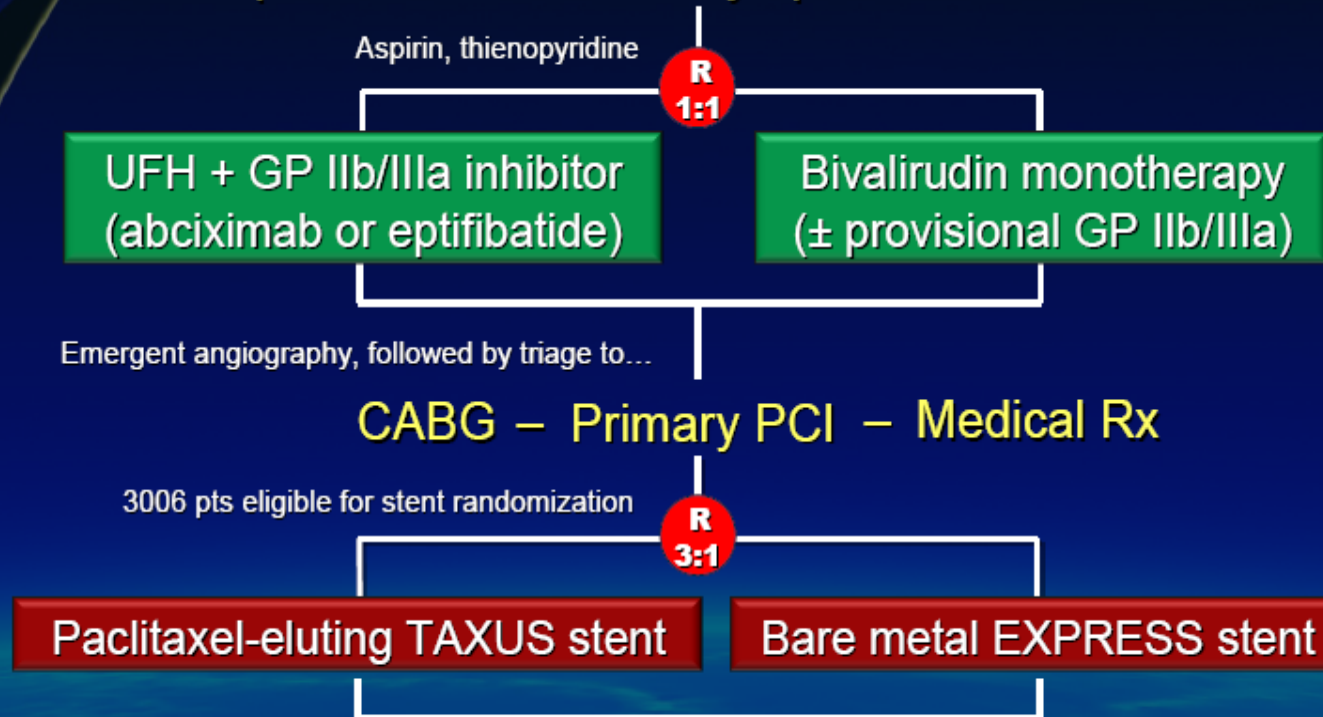 Aspirin, thienopyridine
R
1:1
UFH + GP IIb/IIIa inhibitor
(abciximab or eptifibatide)
Bivalirudin monotherapy
(± provisional GP IIb/IIIa)
Emergent angiography, followed by triage to...
CABG – Primary PCI – Medical Rx
3006 pts eligible for stent randomization
R
3:1
Paclitaxel-eluting TAXUS stent
Bare metal EXPRESS stent